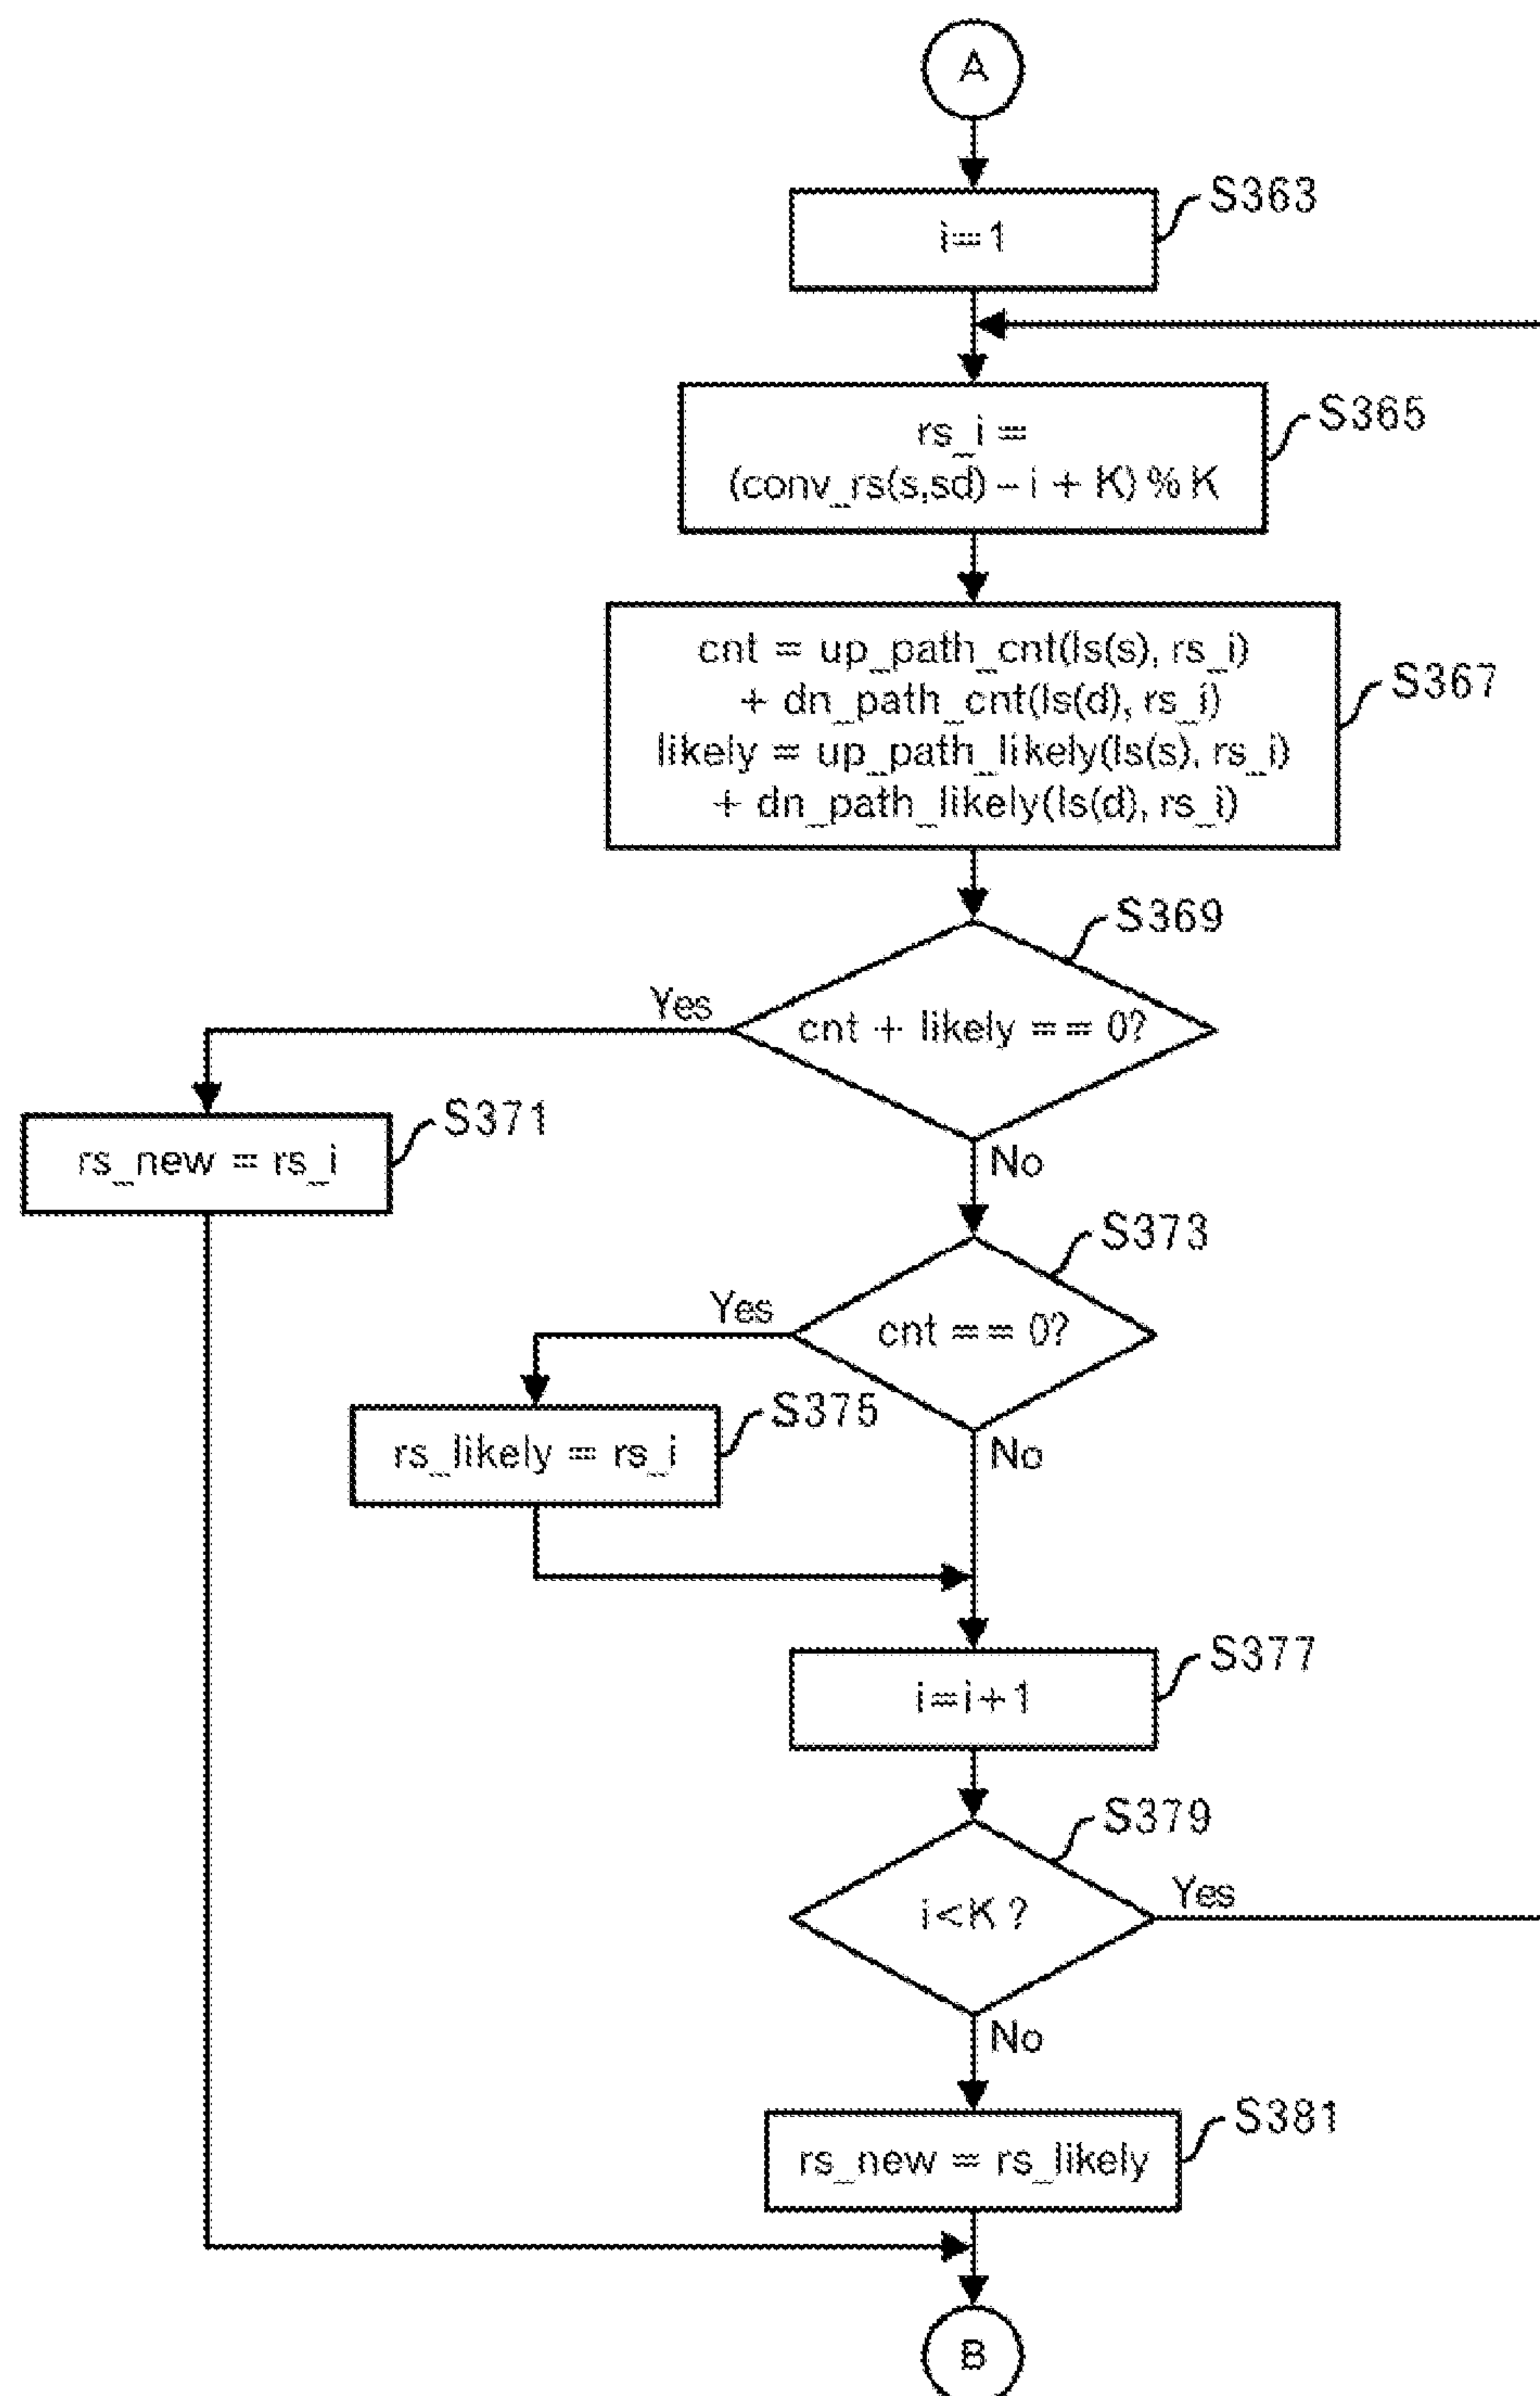 A
S363
i=1
S365
rs_i =
(conv_rs(s,sd) - i + K) % K
S367
cnt = up_path_cnt(ls(s), rs_i)
+ dn_path_cnt(ls(d), rs_i)
likely = up_path_likely(ls(s), rs_i)
+ dn_path_likely(ls(d), rs_i)
S369
Yes
cnt + likely == 0?
S371
rs_new = rs_i
No
S373
Yes
cnt == 0?
S375
rs_likely = rs_i
No
S377
i=i+1
S379
i<K ?
Yes
No
S381
rs_new = rs_likely
B